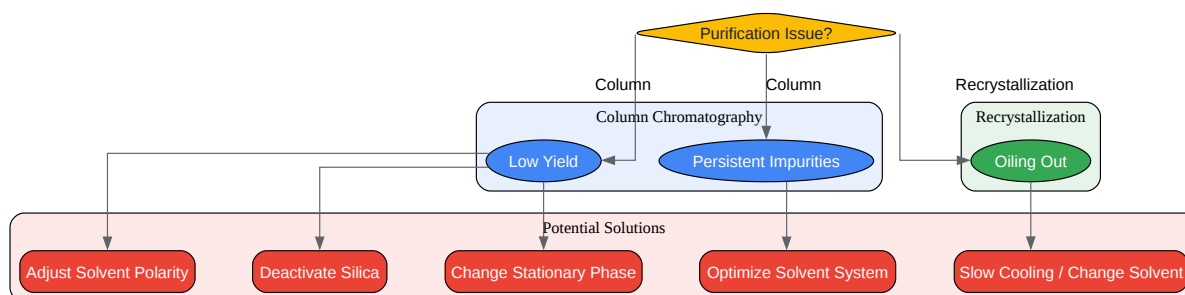 Purification Issue?
Column
Column
Recrystallization
Column Chromatography
Recrystallization
Low Yield
Persistent Impurities
Oiling Out
Potential Solutions
Adjust Solvent Polarity
Deactivate Silica
Change Stationary Phase
Optimize Solvent System
Slow Cooling / Change Solvent